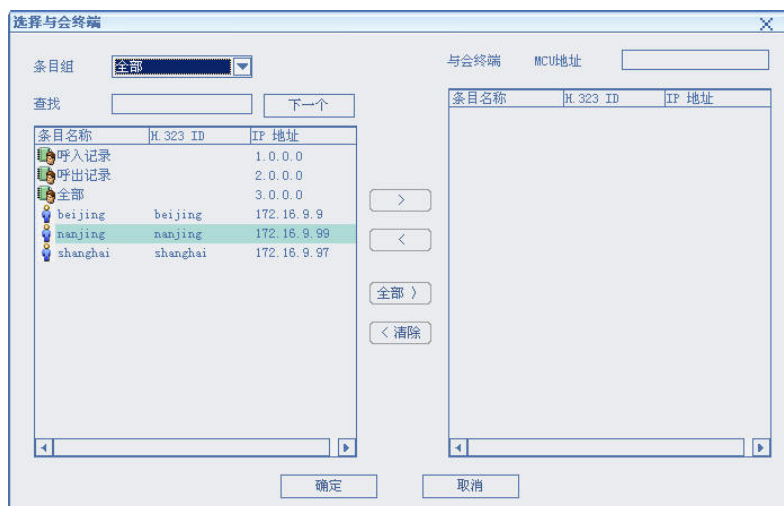 选择与会终端
条目组 全部
与会终端 MCU地址
查找 下一个
条目名称 H.323 ID IP 地址
呼入记录 1.0.0.0
呼出记录 2.0.0.0
全部 3.0.0.0
beijing beijing 172.16.9.9
nanjing nanjing 172.16.9.99
shanghai shanghai 172.16.9.97
>
<
全部 >
< 清除
条目名称 H.323 ID IP 地址
确定 取消